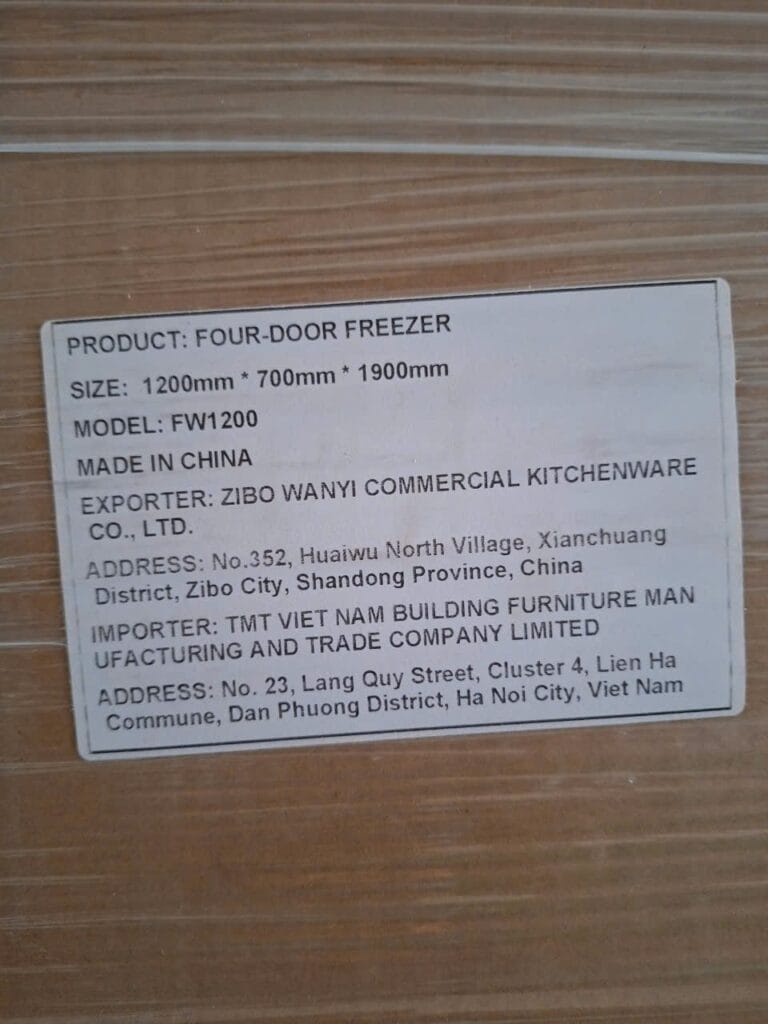 PRODUCT: FOUR-DOOR FREEZER
SIZE: 1200mm * 700mm * 1900mm
MODEL: FW1200
MADE IN CHINA
EXPORTER: ZIBO WANYI COMMERCIAL KITCHENWARE
CO., LTD.
ADDRESS: No.352, Huaiwu North Village, Xianchuang
District, Zibo City, Shandong Province, China
IMPORTER: TMT VIET NAM BUILDING FURNITURE MAN
UFACTURING AND TRADE COMPANY LIMITED
ADDRESS: No. 23, Lang Quy Street, Cluster 4, Lien Ha
Commune, Dan Phuong District, Ha Noi City, Viet Nam